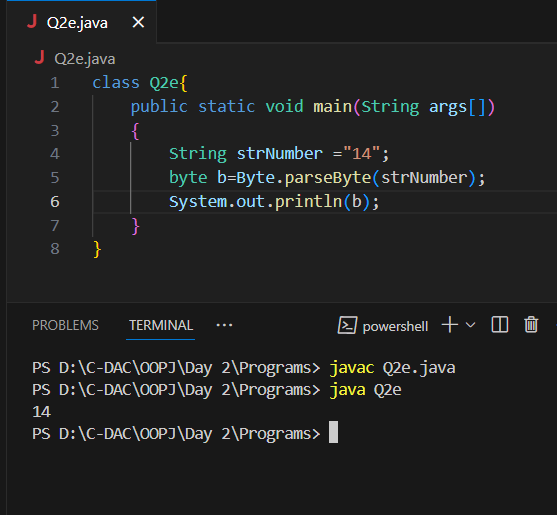 Q2e.java
Q2e.java
1 class Q2e{
2 public static void main(String args[])
3 {
4 String strNumber ="14";
5 byte b=Byte.parseByte(strNumber);
6 System.out.println(b);
7 }
8 }
PROBLEMS TERMINAL ... powershell
PS D:\C-DAC\OOPJ\Day 2\Programs> javac Q2e.java
PS D:\C-DAC\OOPJ\Day 2\Programs> java Q2e
14
PS D:\C-DAC\OOPJ\Day 2\Programs>